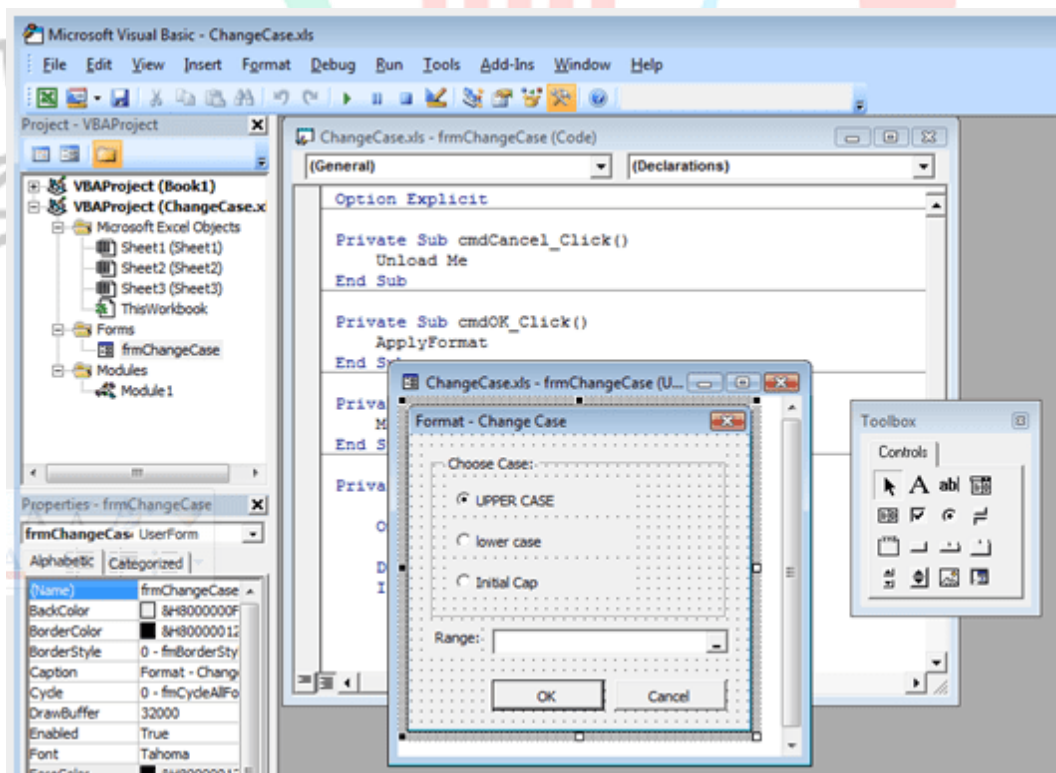 Microsoft Visual Basic - ChangeCase.xls
File Edit View Insert Format Debug Run Tools Add-Ins Window Help
Project - VBAProject
VBAProject (Book1)
VBAProject (ChangeCase.x
Microsoft Excel Objects
Sheet1 (Sheet1)
Sheet2 (Sheet2)
Sheet3 (Sheet3)
ThisWorkbook
Forms
frmChangeCase
Modules
Module1
Properties - frmChangeCase
frmChangeCas UserForm
Alphabetic Categorized
(Name) frmChangeCase
BackColor &H8000000F
BorderColor &H80000012
BorderStyle 0 - fmBorderSty
Caption Format - Chang
Cycle 0 - fmCycleAllFo
DrawBuffer 32000
Enabled True
Font Tahoma
ChangeCase.xls - frmChangeCase (Code)
(General) (Declarations)
Option Explicit
Private Sub cmdCancel_Click()
Unload Me
End Sub
Private Sub cmdOK_Click()
ApplyFormat
End S
Priva
M
End S
Priva
O
D
I
ChangeCase.xls - frmChangeCase (U...
Format - Change Case
Choose Case:
UPPER CASE
lower case
Initial Cap
Range:
OK Cancel
Toolbox
Controls
A ab|